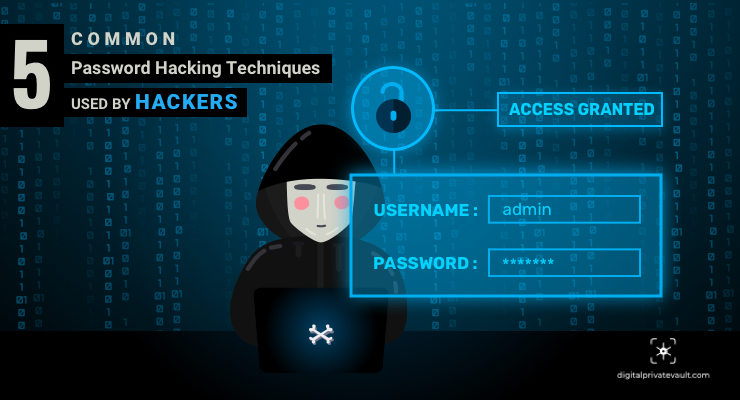 5
COMMON
Password Hacking Techniques
USED BY HACKERS
ACCESS GRANTED
USERNAME : admin
PASSWORD : *******
digitalprivatevault.com